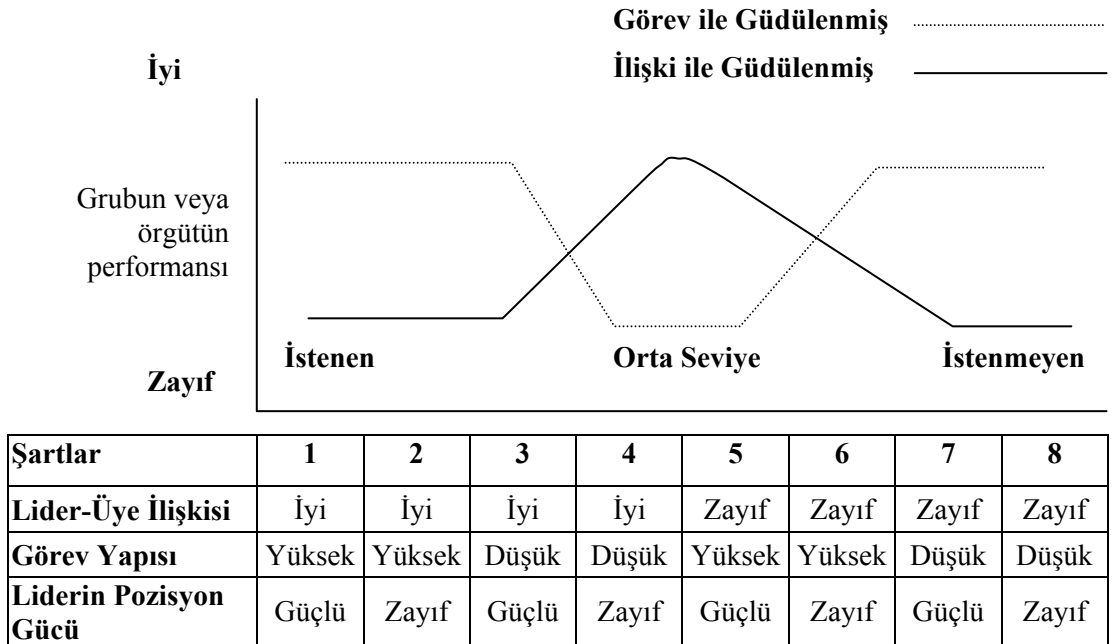 Görev ile Güdülenmiş
İyi
İlişki ile Güdülenmiş
Grubun veya
örgütün
performansı
İstenen Orta Seviye İstenmeyen
Zayıf
Şartlar 1 2 3 4 5 6 7 8
Lider-Üye İlişkisi İyi İyi İyi İyi Zayıf Zayıf Zayıf Zayıf
Görev Yapısı Yüksek Yüksek Düşük Düşük Yüksek Yüksek Düşük Düşük
Liderin Pozisyon
Gücü Güçlü Zayıf Güçlü Zayıf Güçlü Zayıf Güçlü Zayıf